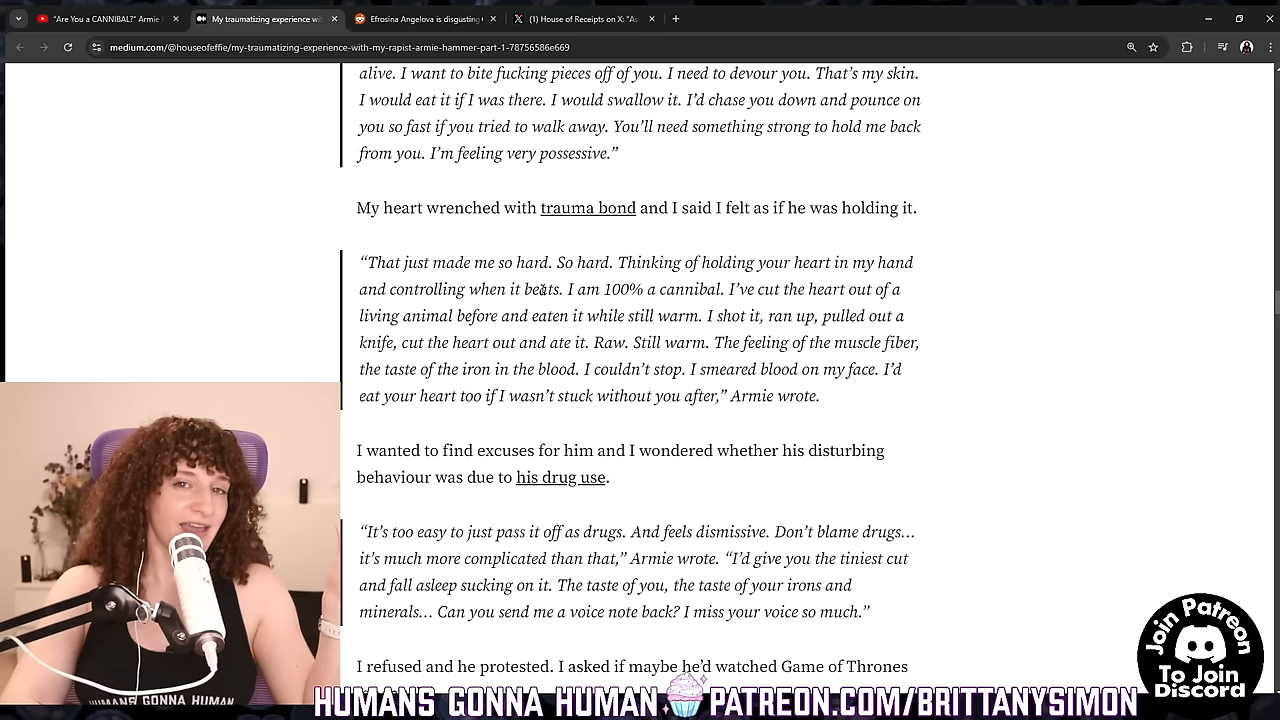 "Are You a CANNIBAL?" Armie
My traumatizing experience wi
Efrosina Angelova is disgusting
(1) House of Receipts on X: "As
medium.com/@houseofeffie/my-traumatizing-experience-with-my-rapist-armie-hammer-part-1-78756586e669
alive. I want to bite fucking pieces off of you. I need to devour you. That's my skin.
I would eat it if I was there. I would swallow it. I'd chase you down and pounce on
you so fast if you tried to walk away. You'll need something strong to hold me back
from you. I'm feeling very possessive."
My heart wrenched with trauma bond and I said I felt as if he was holding it.
"That just made me so hard. So hard. Thinking of holding your heart in my hand
and controlling when it beats. I am 100% a cannibal. I've cut the heart out of a
living animal before and eaten it while still warm. I shot it, ran up, pulled out a
knife, cut the heart out and ate it. Raw. Still warm. The feeling of the muscle fiber,
the taste of the iron in the blood. I couldn't stop. I smeared blood on my face. I'd
eat your heart too if I wasn't stuck without you after," Armie wrote.
I wanted to find excuses for him and I wondered whether his disturbing
behaviour was due to his drug use.
"It's too easy to just pass it off as drugs. And feels dismissive. Don't blame drugs…
it's much more complicated than that," Armie wrote. "I'd give you the tiniest cut
and fall asleep sucking on it. The taste of you, the taste of your irons and
minerals… Can you send me a voice note back? I miss your voice so much."
I refused and he protested. I asked if maybe he'd watched Game of Thrones
HUMANS GONNA HUMAN
Join Patreon
To Join
Discord
HUMANS GONNA HUMAN PATREON.COM/BRITTANYSIMON